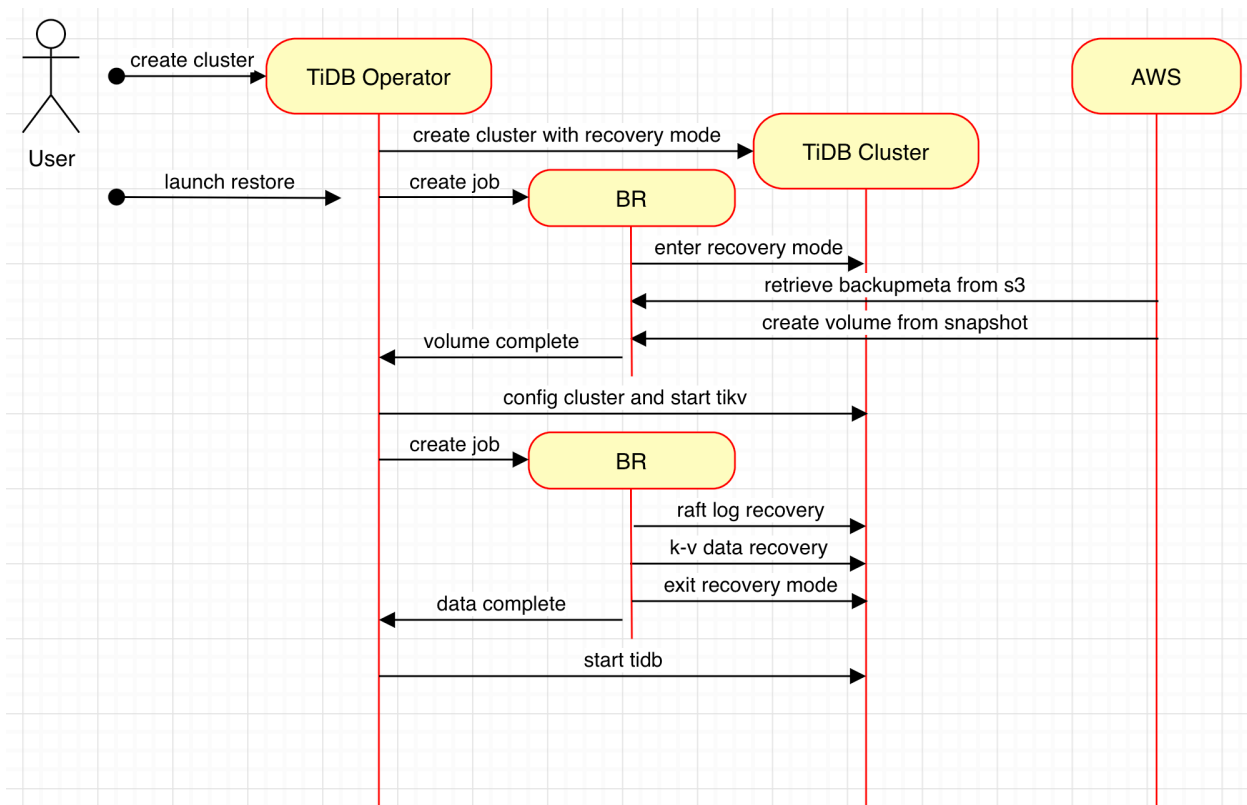 create cluster
TiDB Operator
AWS
User
create cluster with recovery mode
TiDB Cluster
launch restore
create job
BR
enter recovery mode
retrieve backupmeta from s3
create volume from snapshot
volume complete
config cluster and start tikv
create job
BR
raft log recovery
k-v data recovery
exit recovery mode
data complete
start tidb